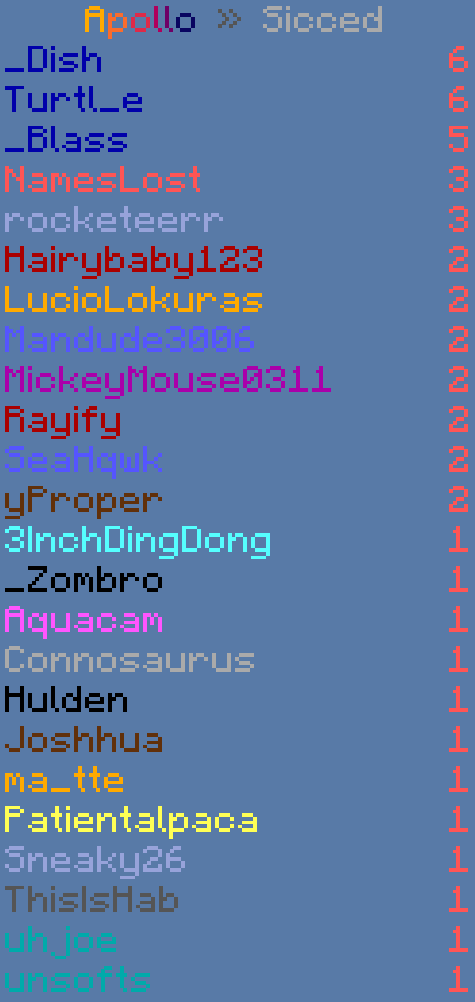 Apollo » Sicced
_Dish 6
Turtl_e 6
_Blass 5
NamesLost 3
rocketeerr 3
Hairybaby123 2
LucioLokuras 2
Mandude3006 2
MickeyMouse0311 2
Rayify 2
SeaHqwk 2
yProper 2
3InchDingDong 1
_Zombro 1
Aquacam 1
Connosaurus 1
Hulden 1
Joshhua 1
ma_tte 1
Patientalpaca 1
Sneaky26 1
ThisIsHab 1
uhjoe 1
unsofts 1